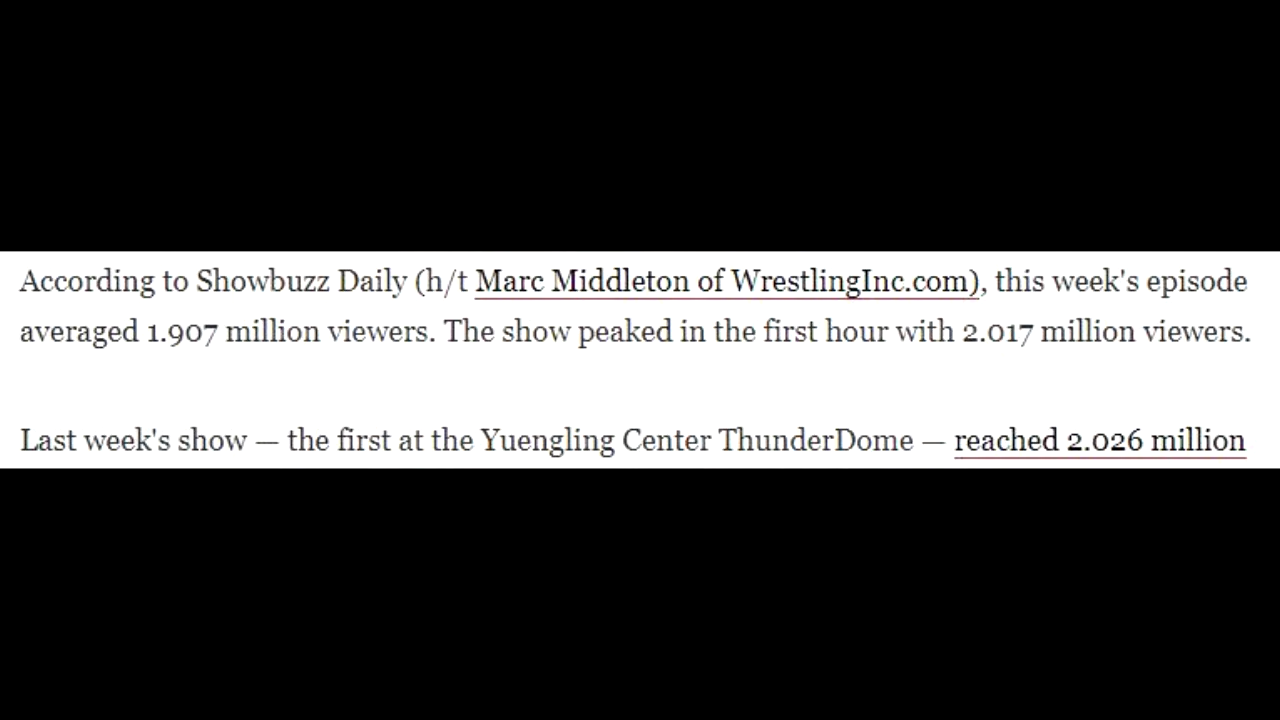 According to Showbuzz Daily (h/t Marc Middleton of WrestlingInc.com), this week's episode
averaged 1.907 million viewers. The show peaked in the first hour with 2.017 million viewers.
Last week's show — the first at the Yuengling Center ThunderDome — reached 2.026 million